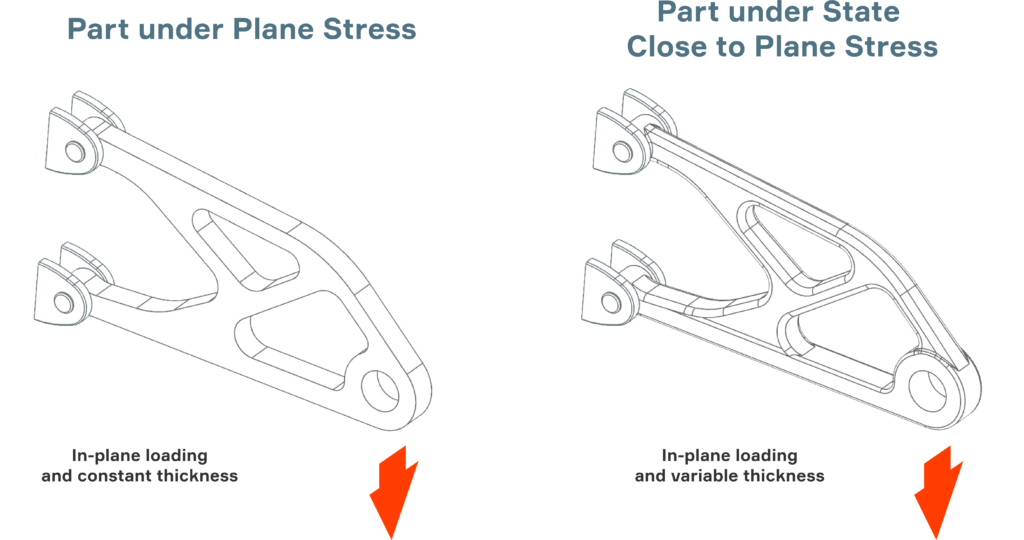 Part under Plane Stress
Part under State
Close to Plane Stress
In-plane loading
and constant thickness
In-plane loading
and variable thickness